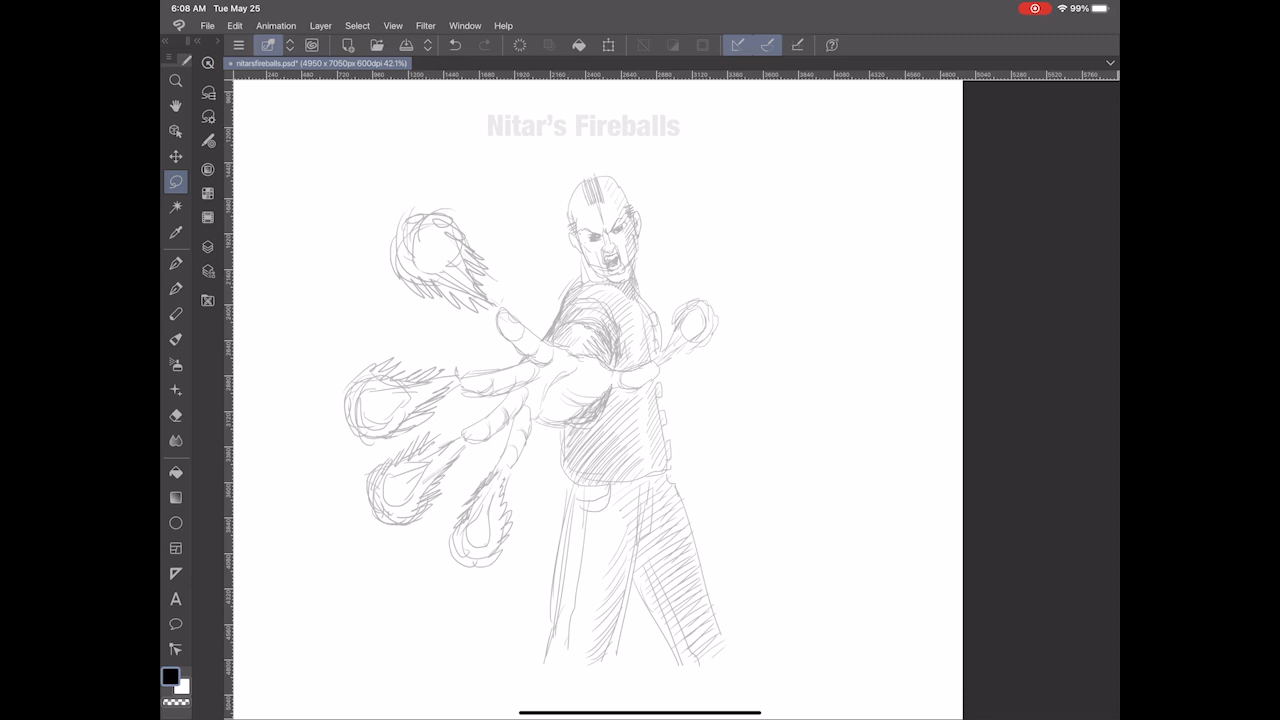 6:08 AM Tue May 25
99%
File Edit Animation Layer Select View Filter Window Help
nitarsfireballs.psd* (4950 x 7050px 600dpi 42.1%)
Nitar's Fireballs